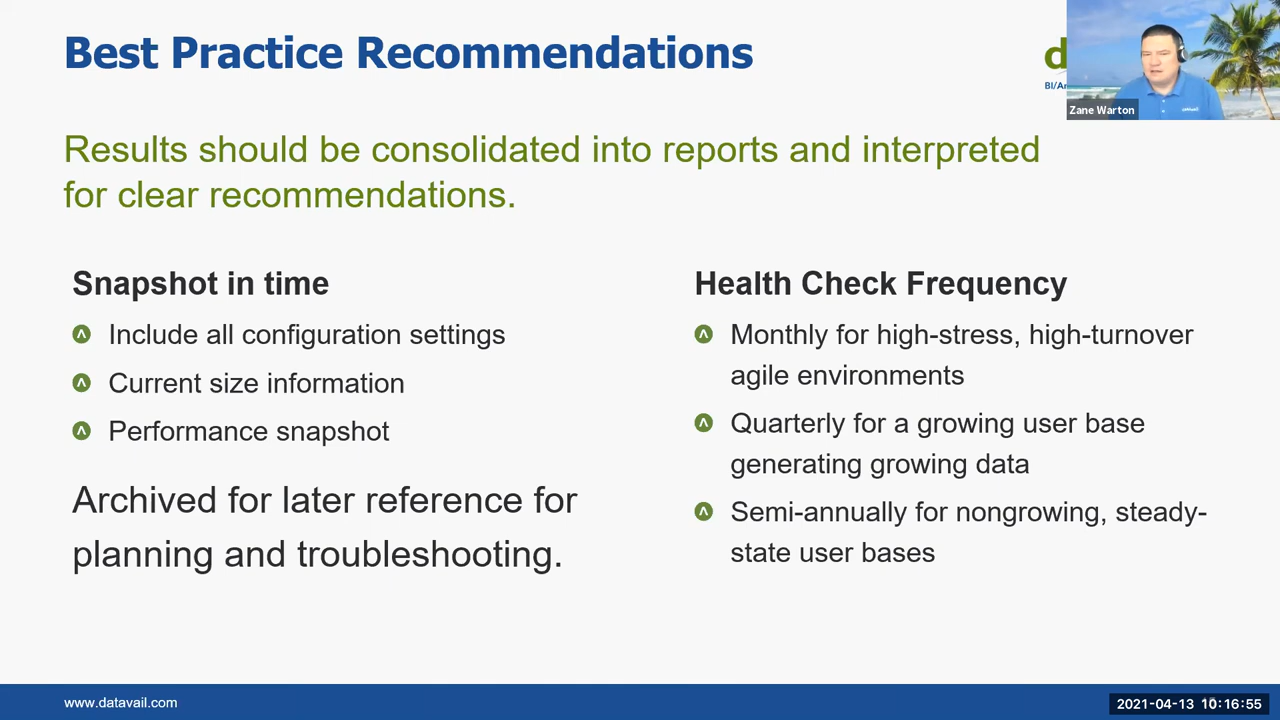 Best Practice Recommendations
Zane Warton
Results should be consolidated into reports and interpreted
for clear recommendations.
Snapshot in time
Include all configuration settings
Current size information
Performance snapshot
Archived for later reference for
planning and troubleshooting.
Health Check Frequency
Monthly for high-stress, high-turnover
agile environments
Quarterly for a growing user base
generating growing data
Semi-annually for nongrowing, steady-
state user bases
www.datavail.com
2021-04-13 10:16:55